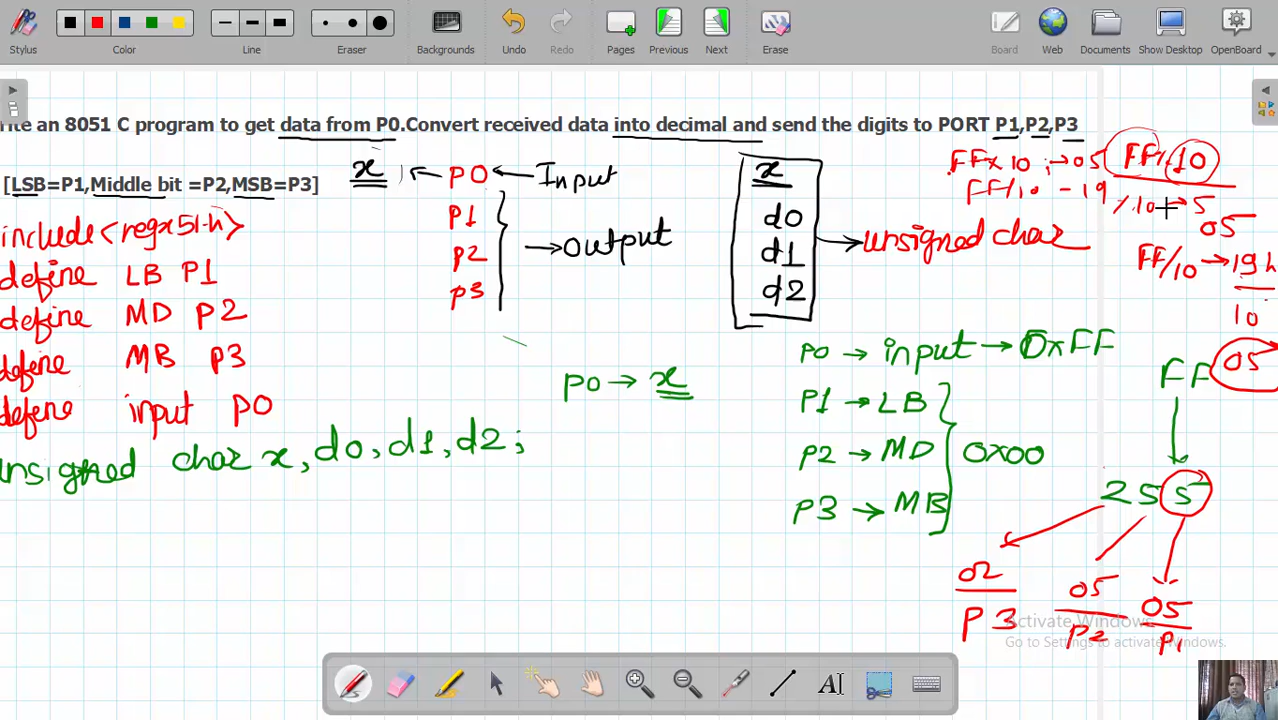 Stylus Color Line Eraser Backgrounds Undo Redo Pages Previous Next Erase Board Web Documents Show Desktop OpenBoard
rite an 8051 C program to get data from P0.Convert received data into decimal and send the digits to PORT P1,P2,P3
[LSB=P1,Middle bit =P2,MSB=P3]
include<regx51.h>
define LB P1
define MD P2
define MB P3
define input P0
unsigned char x, d0, d1, d2;
x ← P0 ← Input
P1
P2 → output
P3
P0 → x
x
d0
d1 → unsigned char
d2
FF x 10 → 05
FF/10 - 19
FF/10
/.10 → 5
05
FF/10 → 19 h
10
05
P0 → input → 0xFF
P1 → LB
P2 → MD 0x00
P3 → MB
FF
255
02 05 05
P3 P2 P1
Activate Windows
Go to Settings to activate Windows.